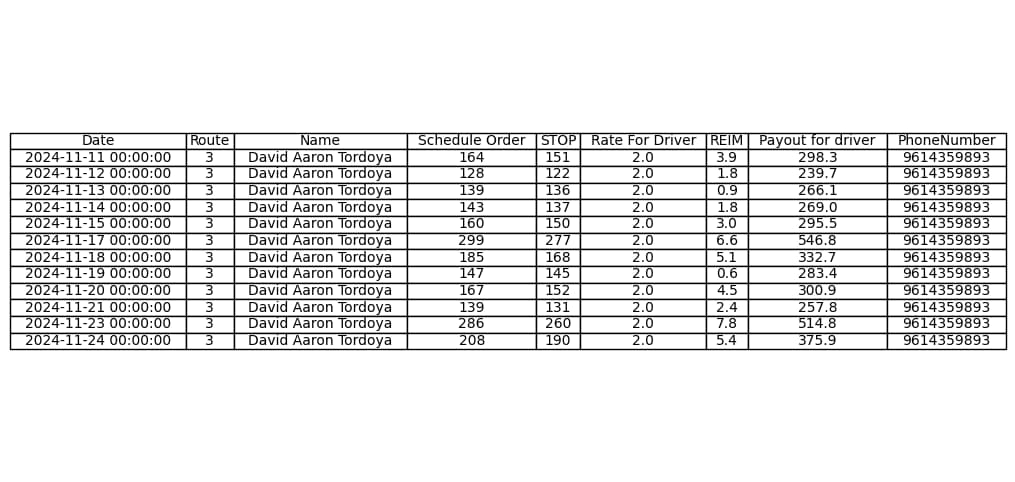 Date Route Name Schedule Order STOP Rate For Driver REIM Payout for driver PhoneNumber
2024-11-11 00:00:00 3 David Aaron Tordoya 164 151 2.0 3.9 298.3 9614359893
2024-11-12 00:00:00 3 David Aaron Tordoya 128 122 2.0 1.8 239.7 9614359893
2024-11-13 00:00:00 3 David Aaron Tordoya 139 136 2.0 0.9 266.1 9614359893
2024-11-14 00:00:00 3 David Aaron Tordoya 143 137 2.0 1.8 269.0 9614359893
2024-11-15 00:00:00 3 David Aaron Tordoya 160 150 2.0 3.0 295.5 9614359893
2024-11-17 00:00:00 3 David Aaron Tordoya 299 277 2.0 6.6 546.8 9614359893
2024-11-18 00:00:00 3 David Aaron Tordoya 185 168 2.0 5.1 332.7 9614359893
2024-11-19 00:00:00 3 David Aaron Tordoya 147 145 2.0 0.6 283.4 9614359893
2024-11-20 00:00:00 3 David Aaron Tordoya 167 152 2.0 4.5 300.9 9614359893
2024-11-21 00:00:00 3 David Aaron Tordoya 139 131 2.0 2.4 257.8 9614359893
2024-11-23 00:00:00 3 David Aaron Tordoya 286 260 2.0 7.8 514.8 9614359893
2024-11-24 00:00:00 3 David Aaron Tordoya 208 190 2.0 5.4 375.9 9614359893